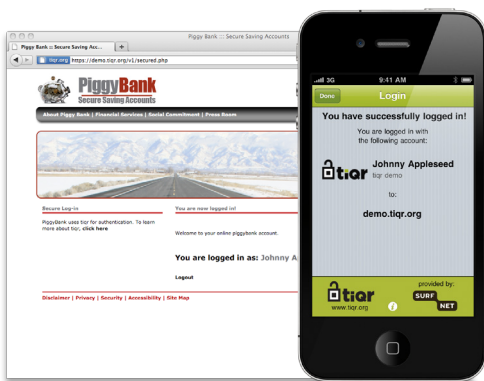 Piggy Bank :: Secure Saving Accounts
Piggy Bank :: Secure Saving Acc...
tiqr.org https://demo.tiqr.org/v1/secured.php
PiggyBank
Secure Saving Accounts
About Piggy Bank | Financial Services | Social Commitment | Press Room
Secure Log-in
PiggyBank uses tiqr for authentication. To learn
more about tiqr, click here
You are now logged in!
Welcome to your online piggybank account.
You are logged in as: Johnny A
Logout
Disclaimer | Privacy | Security | Accessibility | Site Map
3G
9:41 AM
Done
Login
You have successfully logged in!
You are logged in with
the following account:
tiqr
Johnny Appleseed
tiqr demo
to:
demo.tiqr.org
tiqr
www.tiqr.org
i
provided by:
SURF
NET